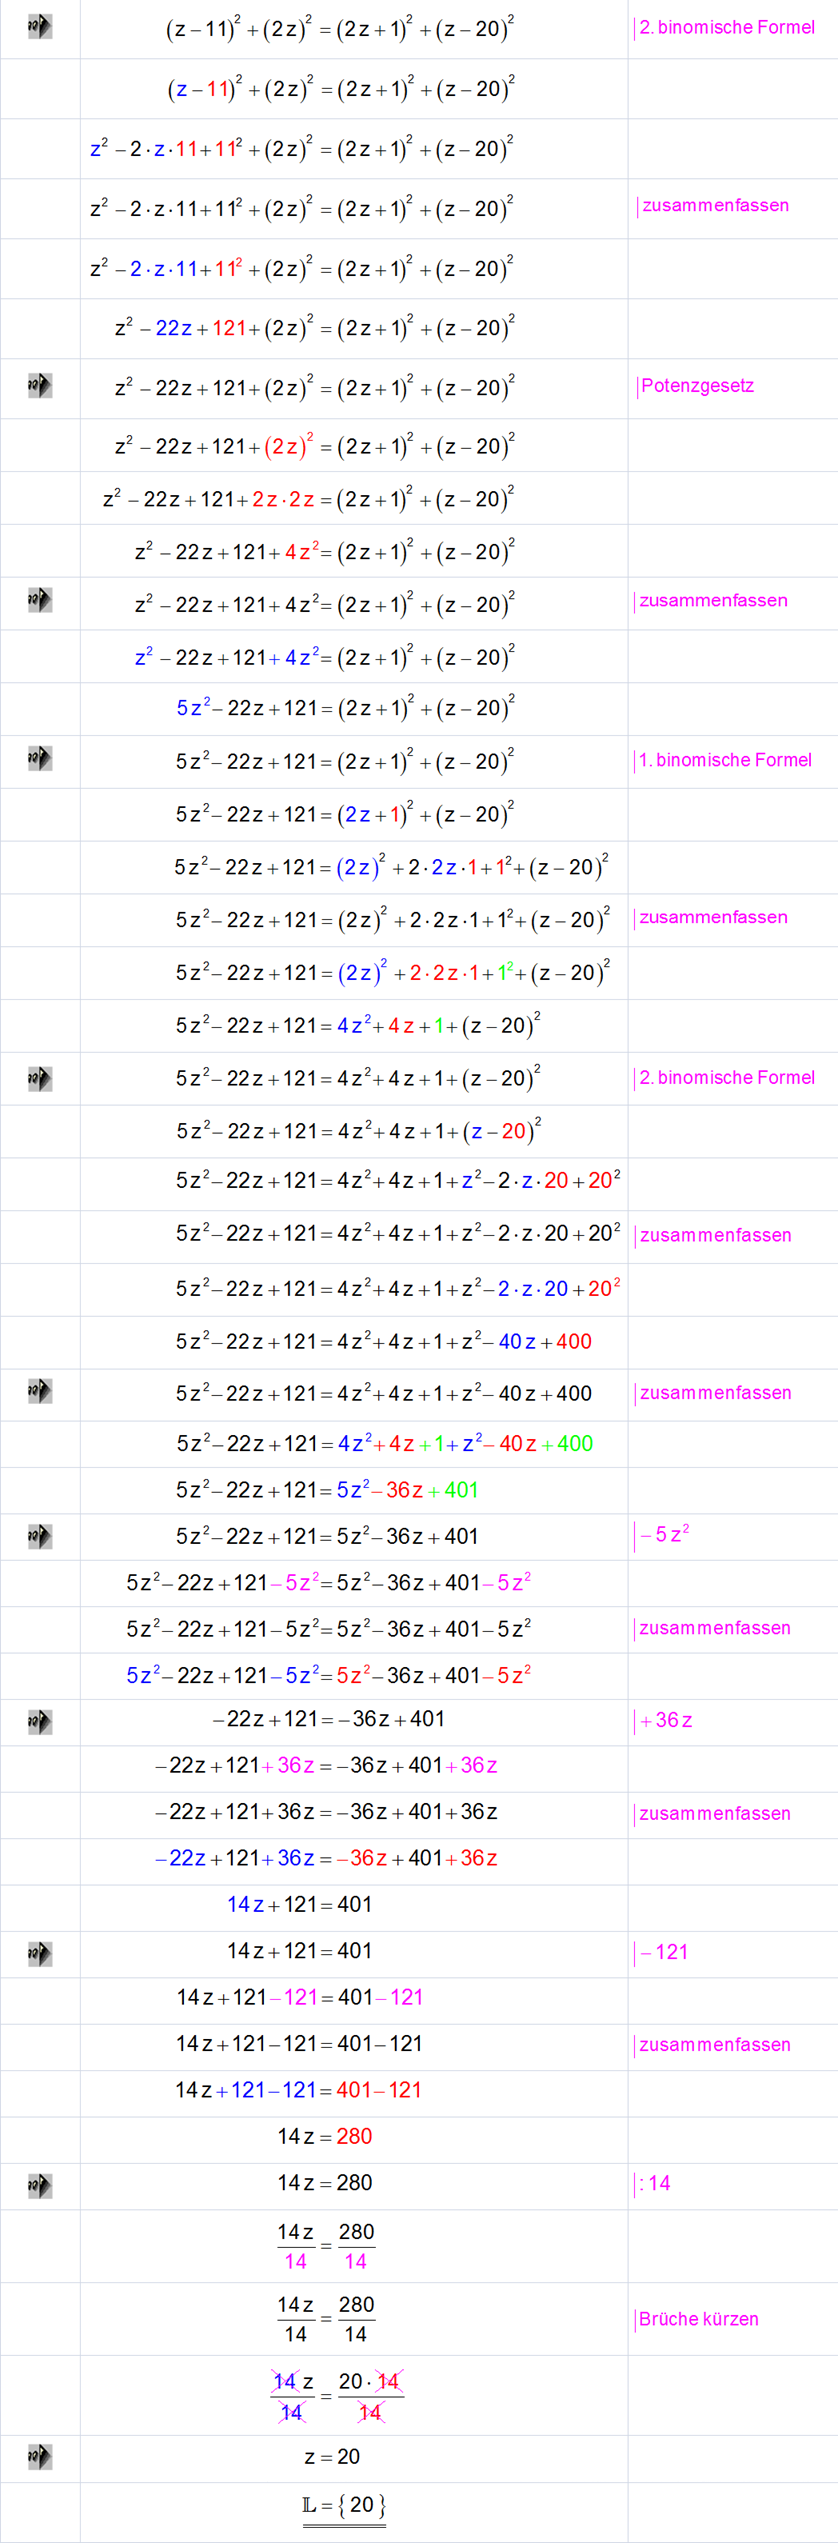 (z − 11)² + (2z)² = (2z + 1)² + (z − 20)² |2. binomische Formel
(z − 11)² + (2z)² = (2z + 1)² + (z − 20)²
z² − 2 · z · 11 + 11² + (2z)² = (2z + 1)² + (z − 20)²
z² − 2 · z · 11 + 11² + (2z)² = (2z + 1)² + (z − 20)² |zusammenfassen
z² − 2 · z · 11 + 11² + (2z)² = (2z + 1)² + (z − 20)²
z² − 22z + 121 + (2z)² = (2z + 1)² + (z − 20)²
z² − 22z + 121 + (2z)² = (2z + 1)² + (z − 20)² |Potenzgesetz
z² − 22z + 121 + (2z)² = (2z + 1)² + (z − 20)²
z² − 22z + 121 + 2z · 2z = (2z + 1)² + (z − 20)²
z² − 22z + 121 + 4z² = (2z + 1)² + (z − 20)²
z² − 22z + 121 + 4z² = (2z + 1)² + (z − 20)² |zusammenfassen
z² − 22z + 121 + 4z² = (2z + 1)² + (z − 20)²
5z² − 22z + 121 = (2z + 1)² + (z − 20)²
5z² − 22z + 121 = (2z + 1)² + (z − 20)² |1. binomische Formel
5z² − 22z + 121 = (2z + 1)² + (z − 20)²
5z² − 22z + 121 = (2z)² + 2 · 2z · 1 + 1² + (z − 20)²
5z² − 22z + 121 = (2z)² + 2 · 2z · 1 + 1² + (z − 20)² |zusammenfassen
5z² − 22z + 121 = (2z)² + 2 · 2z · 1 + 1² + (z − 20)²
5z² − 22z + 121 = 4z² + 4z + 1 + (z − 20)²
5z² − 22z + 121 = 4z² + 4z + 1 + (z − 20)² |2. binomische Formel
5z² − 22z + 121 = 4z² + 4z + 1 + (z − 20)²
5z² − 22z + 121 = 4z² + 4z + 1 + z² − 2 · z · 20 + 20²
5z² − 22z + 121 = 4z² + 4z + 1 + z² − 2 · z · 20 + 20² |zusammenfassen
5z² − 22z + 121 = 4z² + 4z + 1 + z² − 2 · z · 20 + 20²
5z² − 22z + 121 = 4z² + 4z + 1 + z² − 40z + 400
5z² − 22z + 121 = 4z² + 4z + 1 + z² − 40z + 400 |zusammenfassen
5z² − 22z + 121 = 4z² + 4z + 1 + z² − 40z + 400
5z² − 22z + 121 = 5z² − 36z + 401
5z² − 22z + 121 = 5z² − 36z + 401 |− 5z²
5z² − 22z + 121 − 5z² = 5z² − 36z + 401 − 5z²
5z² − 22z + 121 − 5z² = 5z² − 36z + 401 − 5z² |zusammenfassen
5z² − 22z + 121 − 5z² = 5z² − 36z + 401 − 5z²
−22z + 121 = −36z + 401 |+ 36z
−22z + 121 + 36z = −36z + 401 + 36z
−22z + 121 + 36z = −36z + 401 + 36z |zusammenfassen
−22z + 121 + 36z = −36z + 401 + 36z
14z + 121 = 401
14z + 121 = 401 |− 121
14z + 121 − 121 = 401 − 121
14z + 121 − 121 = 401 − 121 |zusammenfassen
14z + 121 − 121 = 401 − 121
14z = 280
14z = 280 |: 14
14z/14 = 280/14
14z/14 = 280/14 |Brüche kürzen
14z/14 = 20 · 14/14
z = 20
𝕃 = {20}